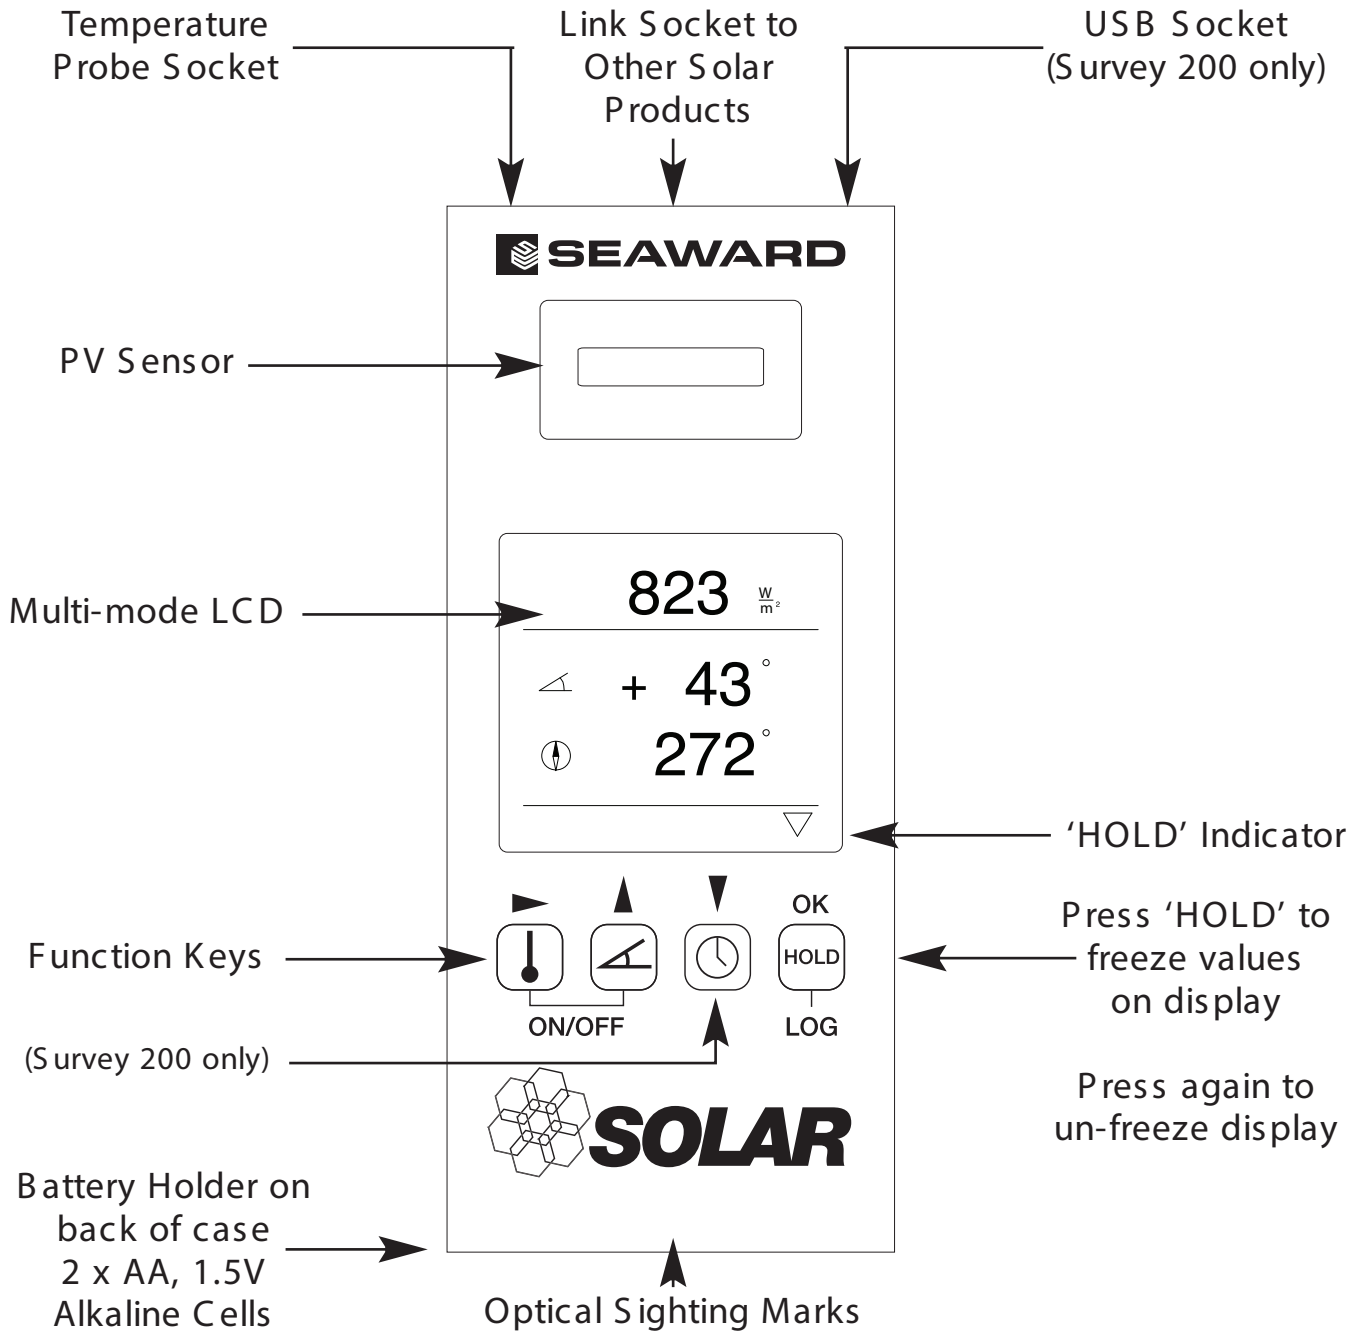 Temperature
Probe Socket
Link Socket to
Other Solar
Products
USB Socket
(Survey 200 only)
SEAWARD
PV Sensor
Multi-mode LCD
823 W/m²
+ 43°
272°
'HOLD' Indicator
OK
Press 'HOLD' to
freeze values
on display
Function Keys
HOLD
ON/OFF
LOG
(Survey 200 only)
Press again to
un-freeze display
SOLAR
Battery Holder on
back of case
2 x AA, 1.5V
Alkaline Cells
Optical Sighting Marks